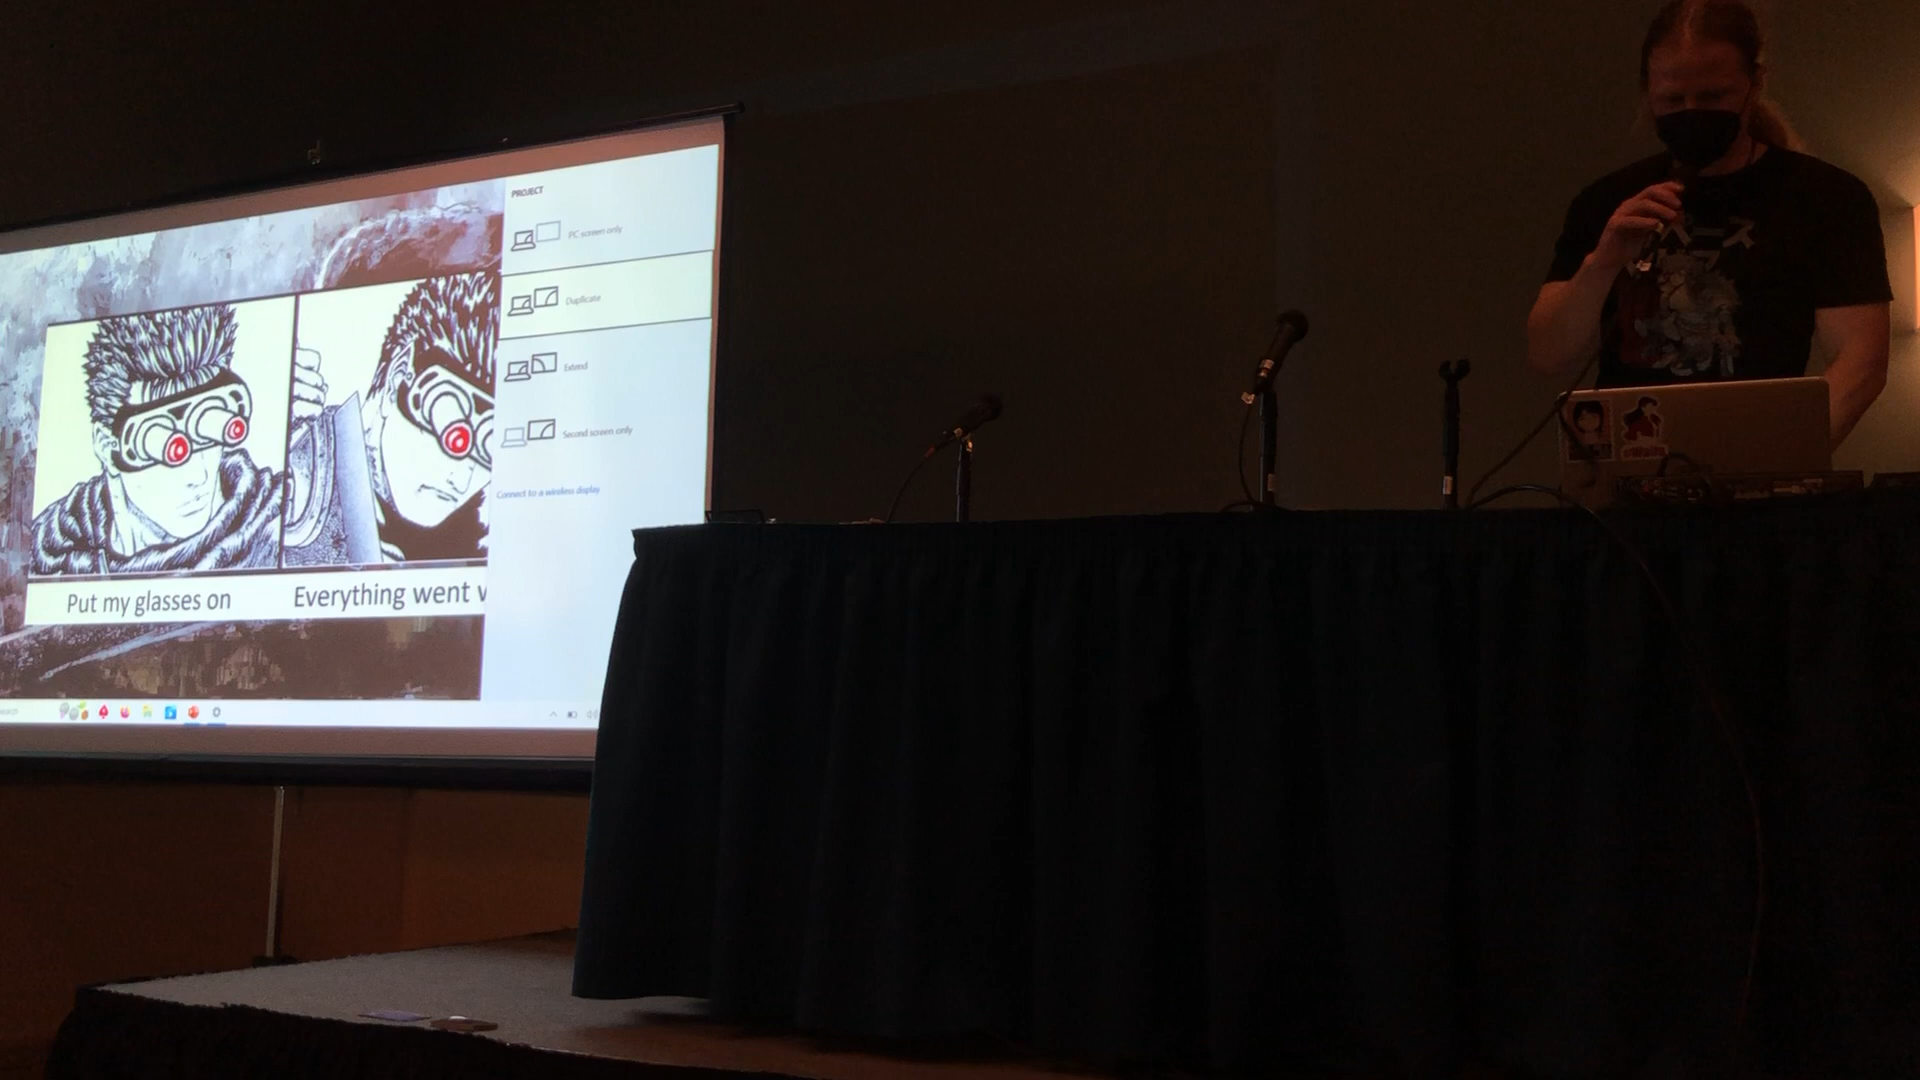 PROJECT
PC screen only
Duplicate
Extend
Second screen only
Connect to a wireless display
Put my glasses on
Everything went